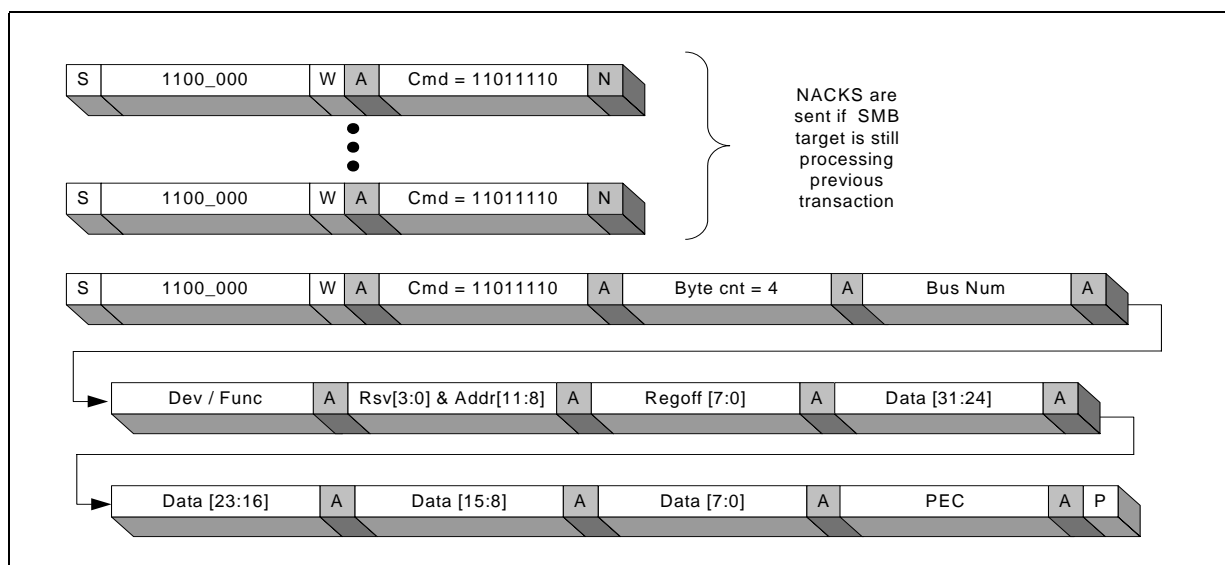 S 1100_000 W A Cmd = 11011110 N
NACKS are
sent if SMB
target is still
processing
previous
transaction
S 1100_000 W A Cmd = 11011110 N
S 1100_000 W A Cmd = 11011110 A Byte cnt = 4 A Bus Num A
Dev / Func A Rsv[3:0] & Addr[11:8] A Regoff [7:0] A Data [31:24] A
Data [23:16] A Data [15:8] A Data [7:0] A PEC A P